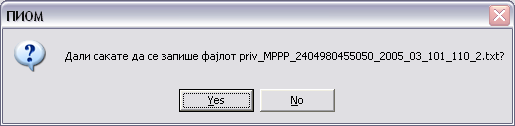 ПИОМ
Дали сакате да се запише фајлот priv_MPPP_2404980455050_2005_03_101_110_2.txt?
Yes
No